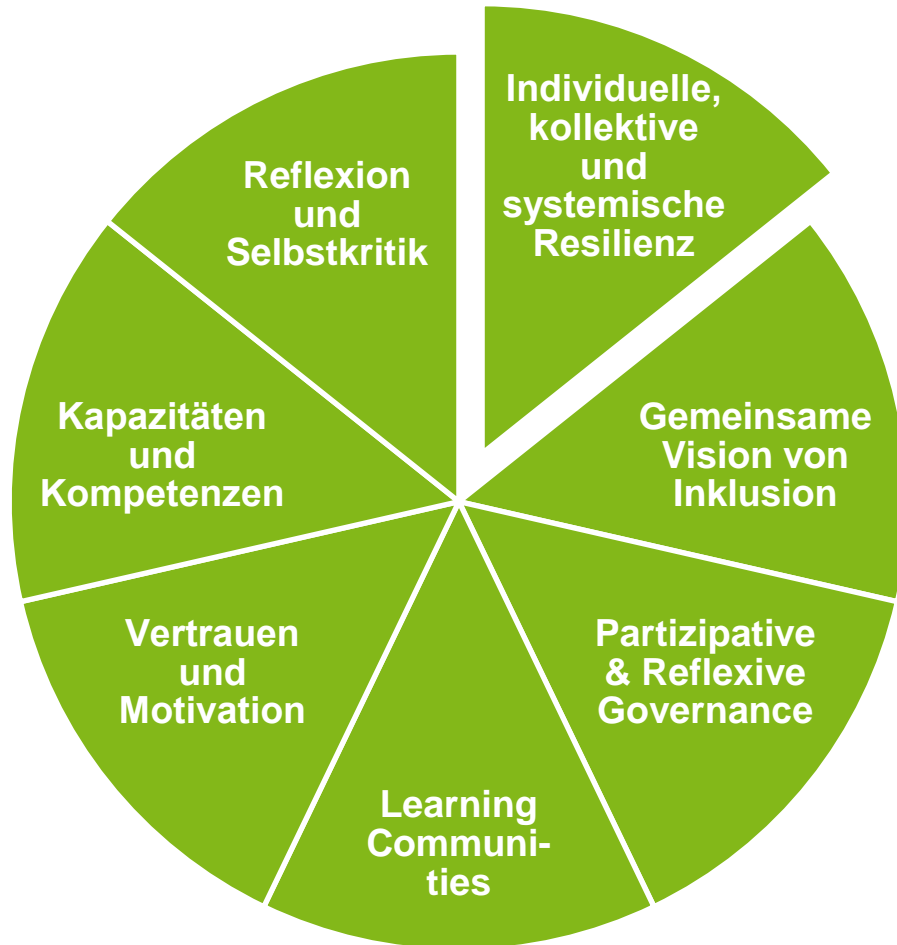 Individuelle,
kollektive
und
systemische
Resilienz
Gemeinsame
Vision von
Inklusion
Partizipative
& Reflexive
Governance
Learning
Communi-
ties
Vertrauen
und
Motivation
Kapazitäten
und
Kompetenzen
Reflexion
und
Selbstkritik